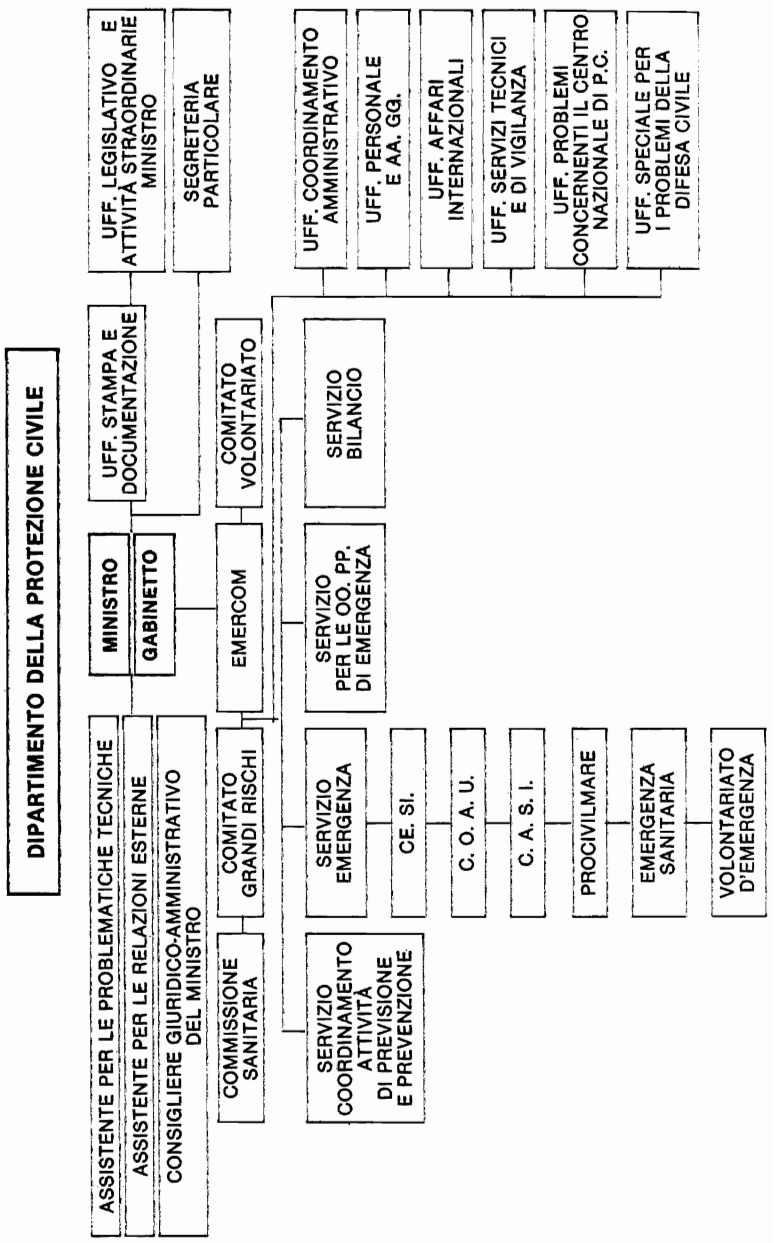 DIPARTIMENTO DELLA PROTEZIONE CIVILE
ASSISTENTE PER LE PROBLEMATICHE TECNICHE
ASSISTENTE PER LE RELAZIONI ESTERNE
CONSIGLIERE GIURIDICO-AMMINISTRATIVO
DEL MINISTRO
MINISTRO
GABINETTO
UFF. STAMPA E
DOCUMENTAZIONE
UFF. LEGISLATIVO E
ATTIVITÀ STRAORDINARIE
MINISTRO
SEGRETERIA
PARTICOLARE
COMMISSIONE
SANITARIA
COMITATO
GRANDI RISCHI
EMERCOM
COMITATO
VOLONTARIATO
SERVIZIO
COORDINAMENTO
ATTIVITÀ
DI PREVISIONE
E PREVENZIONE
SERVIZIO
EMERGENZA
CE. SI.
C. O. A. U.
C. A. S. I.
PROCIVILMARE
EMERGENZA
SANITARIA
VOLONTARIATO
D'EMERGENZA
SERVIZIO
PER LE OO. PP.
DI EMERGENZA
SERVIZIO
BILANCIO
UFF. COORDINAMENTO
AMMINISTRATIVO
UFF. PERSONALE
E AA. GG.
UFF. AFFARI
INTERNAZIONALI
UFF. SERVIZI TECNICI
E DI VIGILANZA
UFF. PROBLEMI
CONCERNENTI IL CENTRO
NAZIONALE DI P.C.
UFF. SPECIALE PER
I PROBLEMI DELLA
DIFESA CIVILE